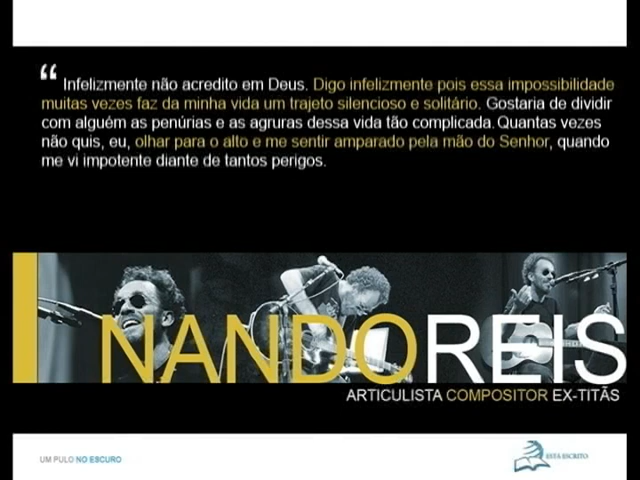 “ Infelizmente não acredito em Deus. Digo infelizmente pois essa impossibilidade
muitas vezes faz da minha vida um trajeto silencioso e solitário. Gostaria de dividir
com alguém as penúrias e as agruras dessa vida tão complicada. Quantas vezes
não quis, eu, olhar para o alto e me sentir amparado pela mão do Senhor, quando
me vi impotente diante de tantos perigos.
NANDOREIS
ARTICULISTA COMPOSITOR EX-TITÃS
UM PULO NO ESCURO
ESTÁ ESCRITO